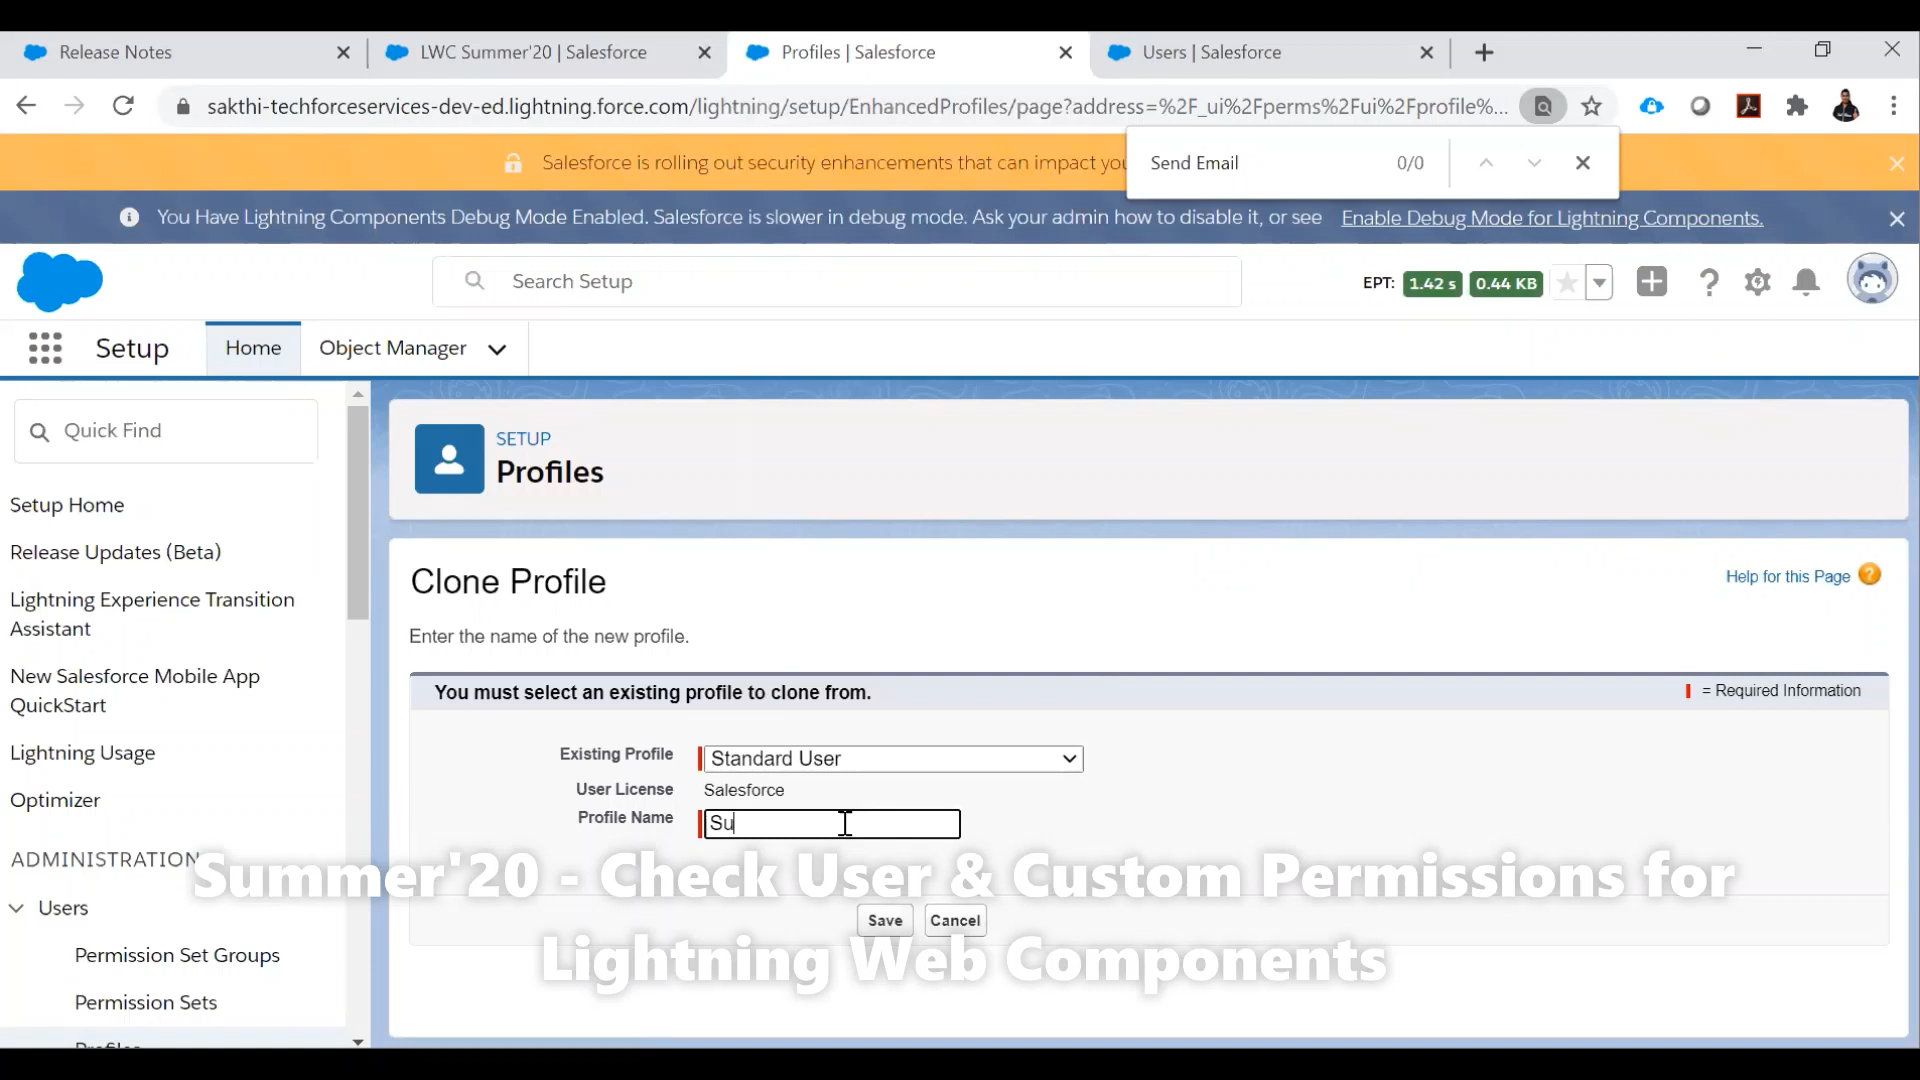 Release Notes
LWC Summer'20 | Salesforce
Profiles | Salesforce
Users | Salesforce
sakthi-techforceservices-dev-ed.lightning.force.com/lightning/setup/EnhancedProfiles/page?address=%2F_ui%2Fperms%2Fui%2Fprofile%...
Salesforce is rolling out security enhancements that can impact you
Send Email 0/0
You Have Lightning Components Debug Mode Enabled. Salesforce is slower in debug mode. Ask your admin how to disable it, or see Enable Debug Mode for Lightning Components.
Search Setup
EPT: 1.42 s 0.44 KB
Setup
Home
Object Manager
Quick Find
Setup Home
Release Updates (Beta)
Lightning Experience Transition
Assistant
New Salesforce Mobile App
QuickStart
Lightning Usage
Optimizer
ADMINISTRATION
Users
Permission Set Groups
Permission Sets
Profiles
SETUP
Profiles
Clone Profile
Help for this Page
Enter the name of the new profile.
You must select an existing profile to clone from.
= Required Information
Existing Profile Standard User
User License Salesforce
Profile Name Su
Save Cancel
Summer'20 - Check User & Custom Permissions for
Lightning Web Components